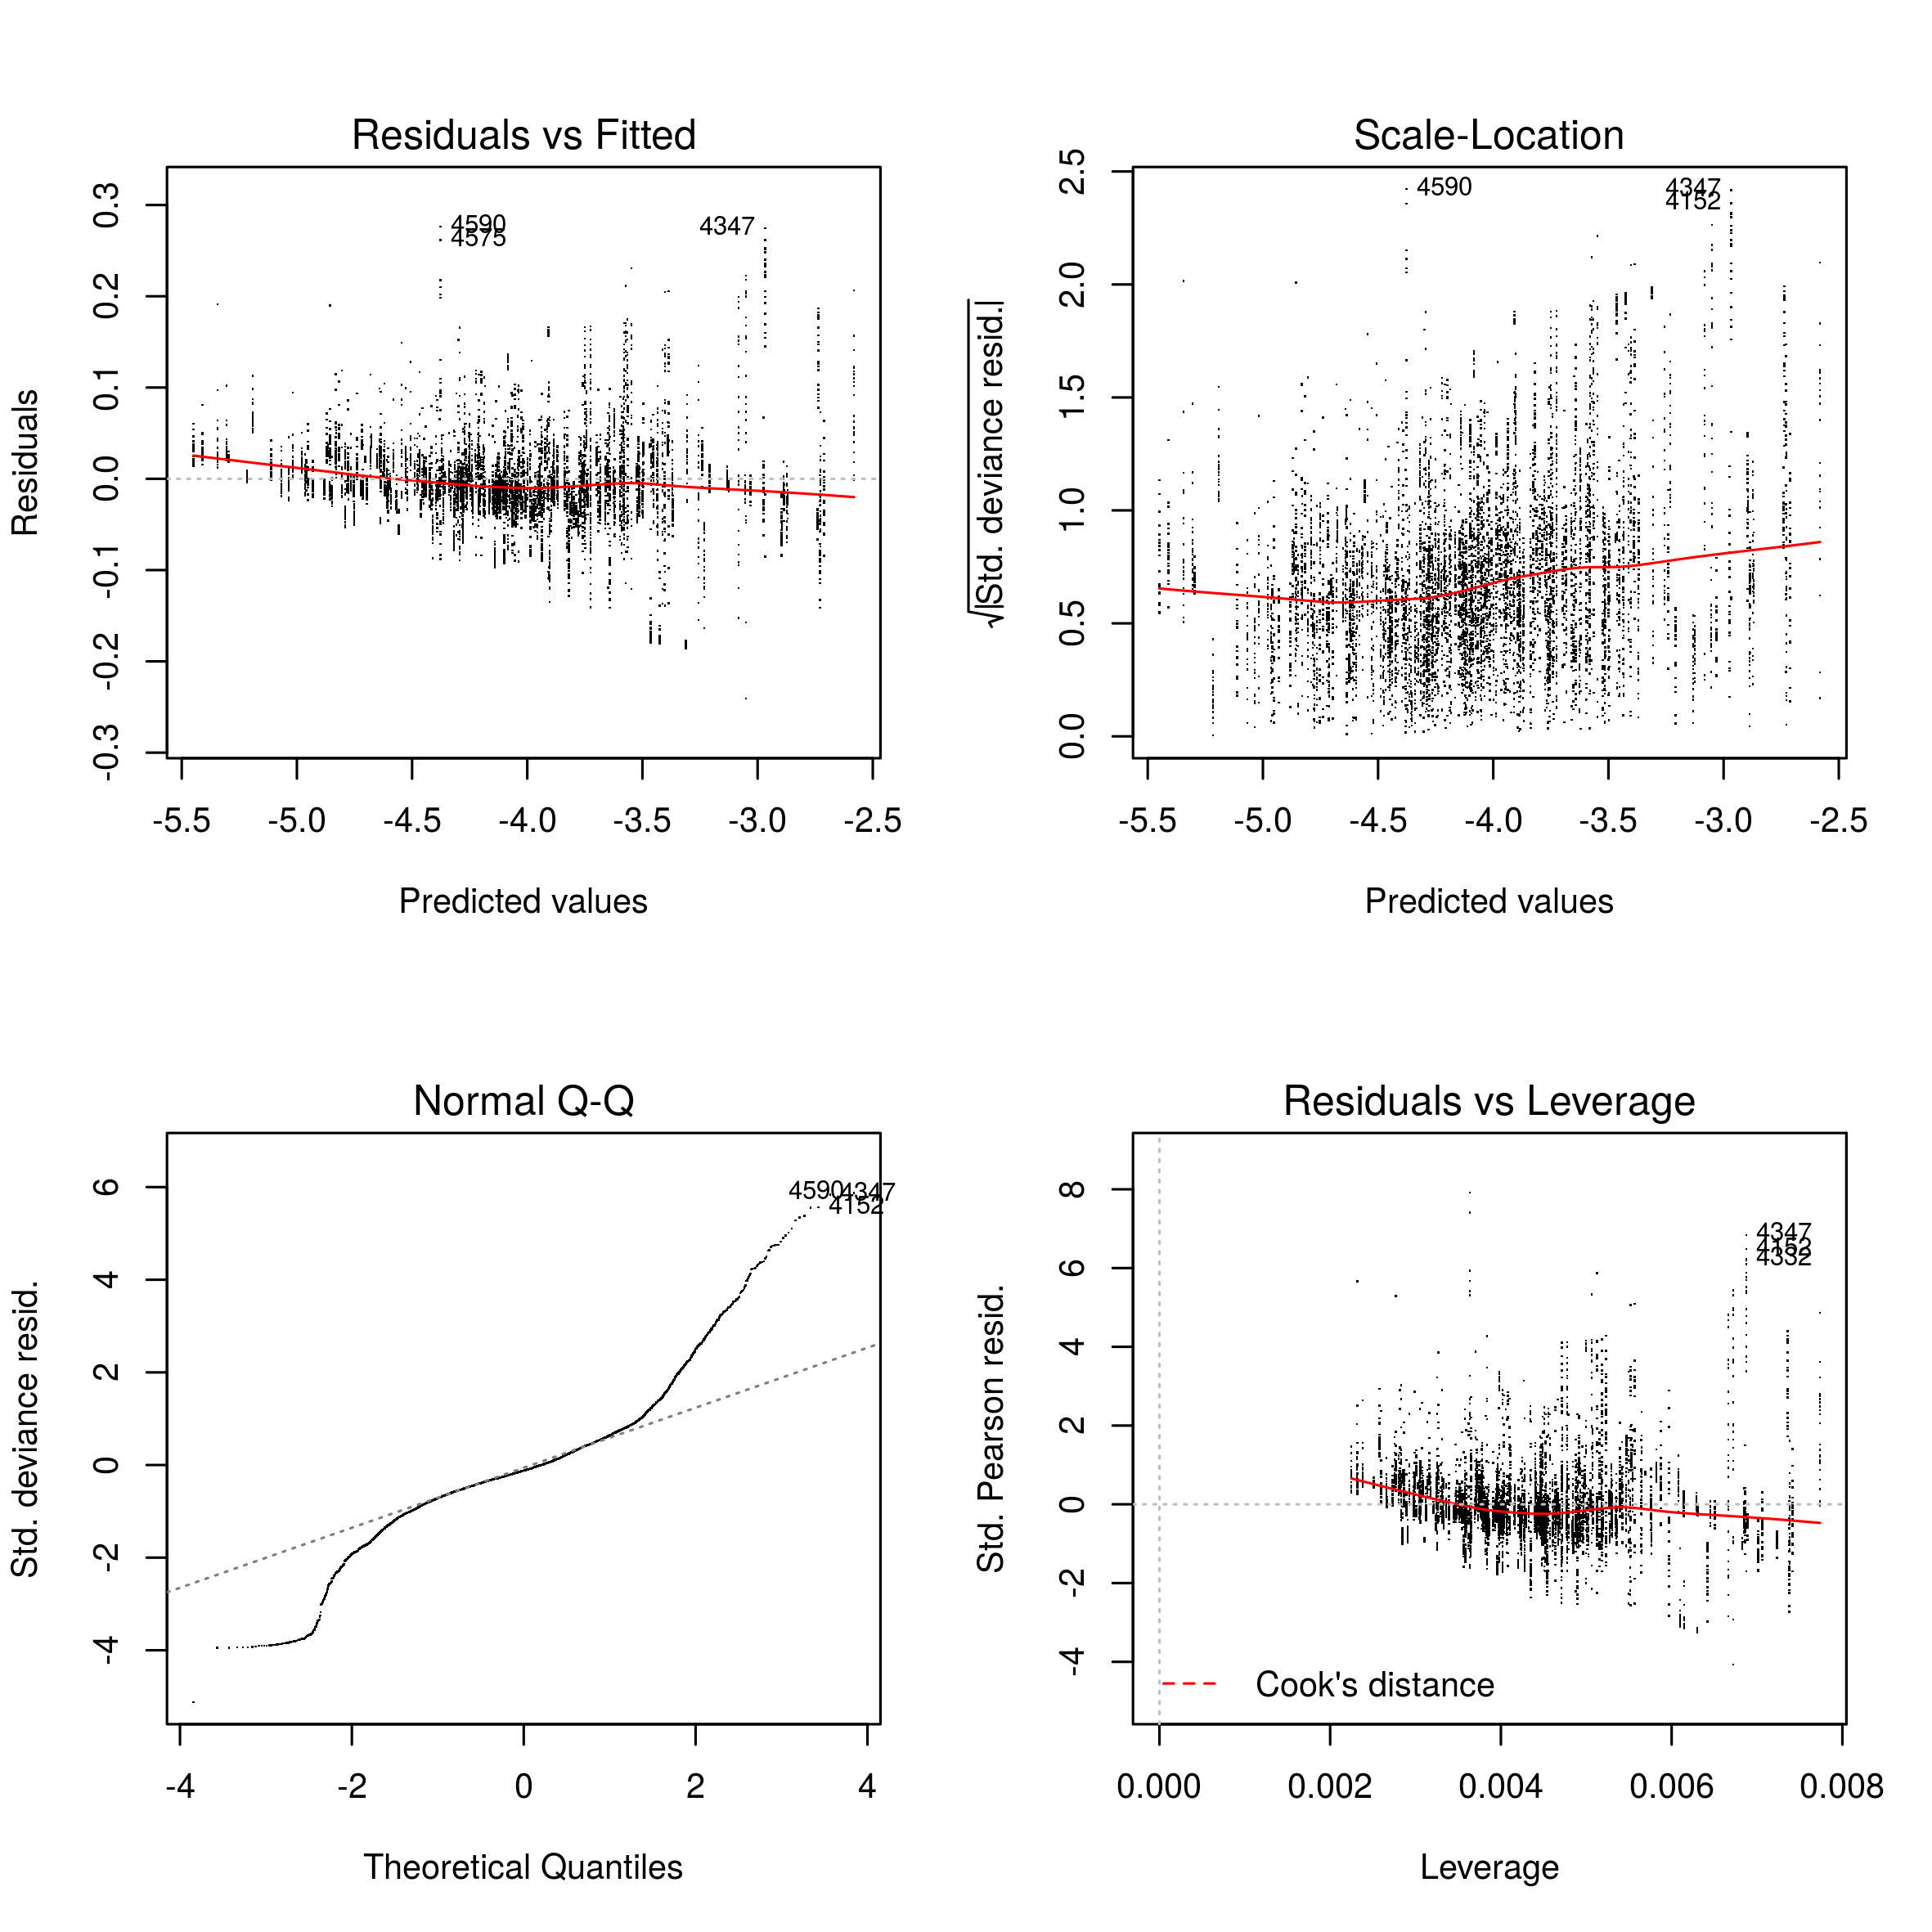 Residuals vs Fitted
Residuals
0.3
0.2
0.1
0.0
-0.1
-0.2
-0.3
4590
4575
4347
-5.5 -5.0 -4.5 -4.0 -3.5 -3.0 -2.5
Predicted values
Scale-Location
√|Std. deviance resid.|
2.5
2.0
1.5
1.0
0.5
0.0
4590
4347
4152
-5.5 -5.0 -4.5 -4.0 -3.5 -3.0 -2.5
Predicted values
Normal Q-Q
Std. deviance resid.
6
4
2
0
-2
-4
4590
4347
4152
-4 -2 0 2 4
Theoretical Quantiles
Residuals vs Leverage
Std. Pearson resid.
8
6
4
2
0
-2
-4
4347
4152
4332
Cook's distance
0.000 0.002 0.004 0.006 0.008
Leverage